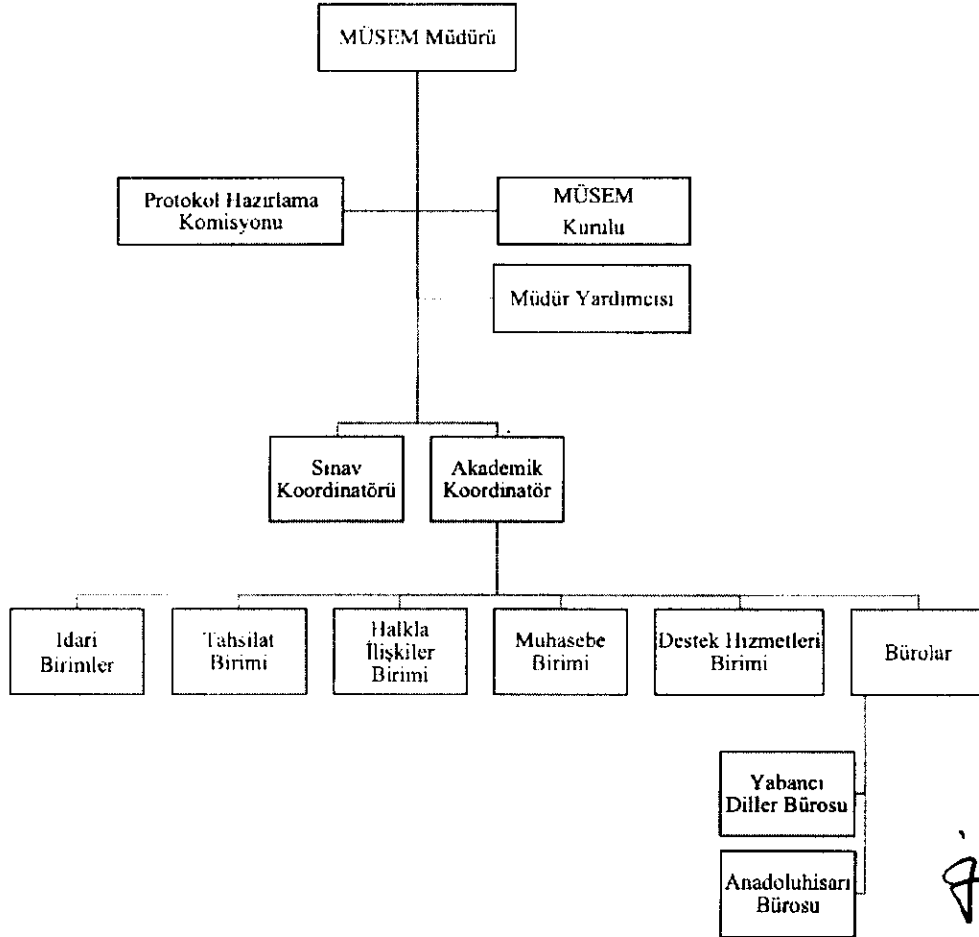 MÜSEM Müdürü
Protokol Hazırlama
Komisyonu
MÜSEM
Kurulu
Müdür Yardımcısı
Sınav
Koordinatörü
Akademik
Koordinatör
Idari
Birimler
Tahsilat
Birimi
Halkla
İlişkiler
Birimi
Muhasebe
Birimi
Destek Hizmetleri
Birimi
Bürolar
Yabancı
Diller Bürosu
Anadoluhisarı
Bürosu